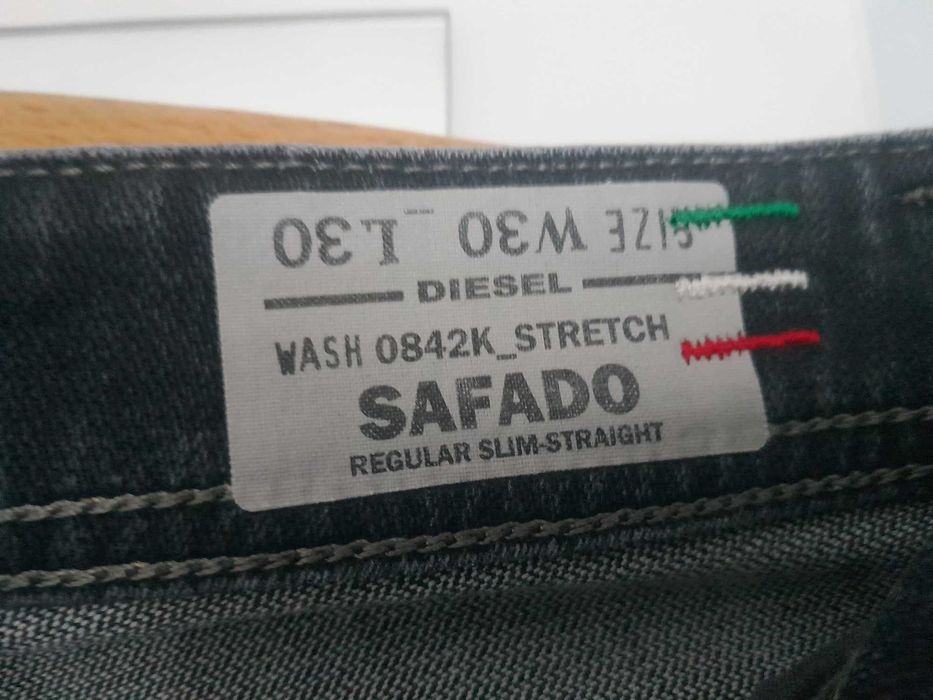 SIZE W30 L30
DIESEL
WASH 0842K_STRETCH
SAFADO
REGULAR SLIM-STRAIGHT